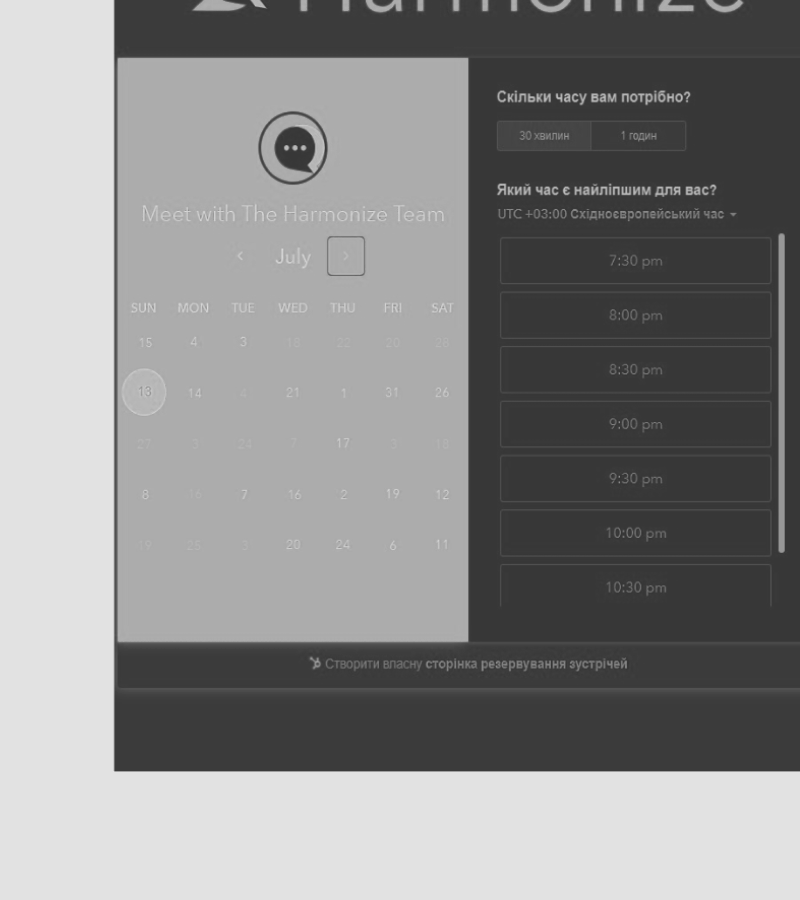 Harmonize
Meet with The Harmonize Team
July
SUN MON TUE WED THU FRI SAT
15 4 3 18 22 20 28
13 14 4 21 1 31 26
27 3 24 7 17 3 18
8 16 7 16 2 19 12
19 25 3 20 24 6 11
Скільки часу вам потрібно?
30 хвилин 1 годин
Який час є найліпшим для вас?
UTC +03:00 Східноєвропейський час
7:30 pm
8:00 pm
8:30 pm
9:00 pm
9:30 pm
10:00 pm
10:30 pm
Створити власну сторінка резервування зустрічей